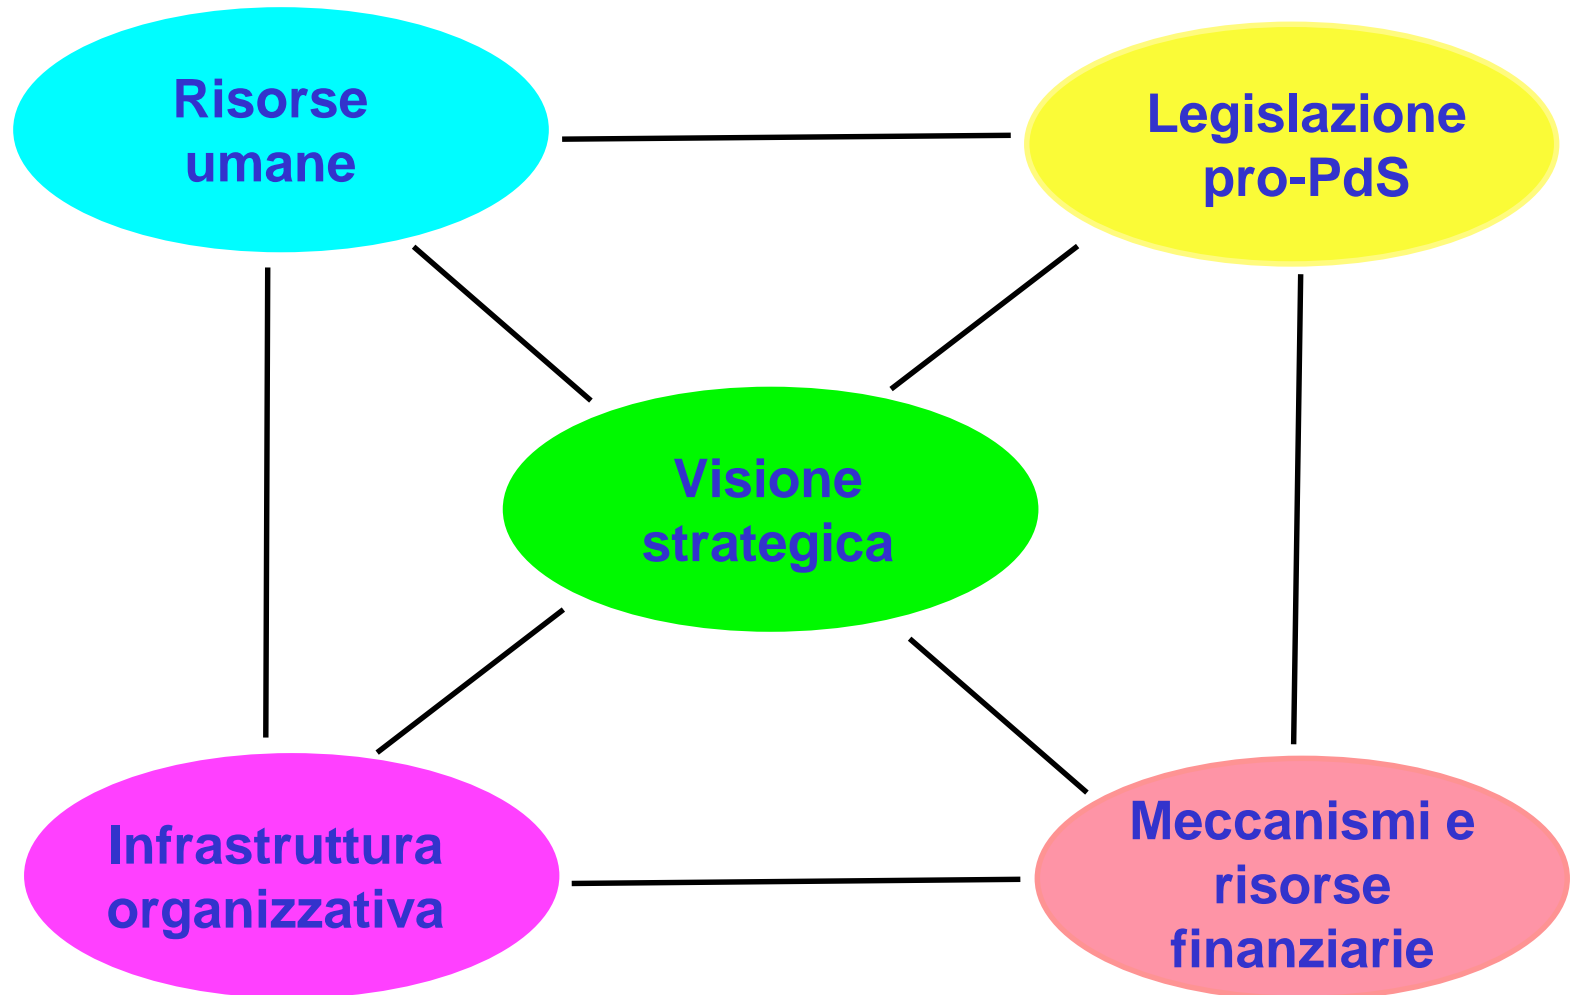 Risorse
umane
Legislazione
pro-PdS
Visione
strategica
Infrastruttura
organizzativa
Meccanismi e
risorse
finanziarie